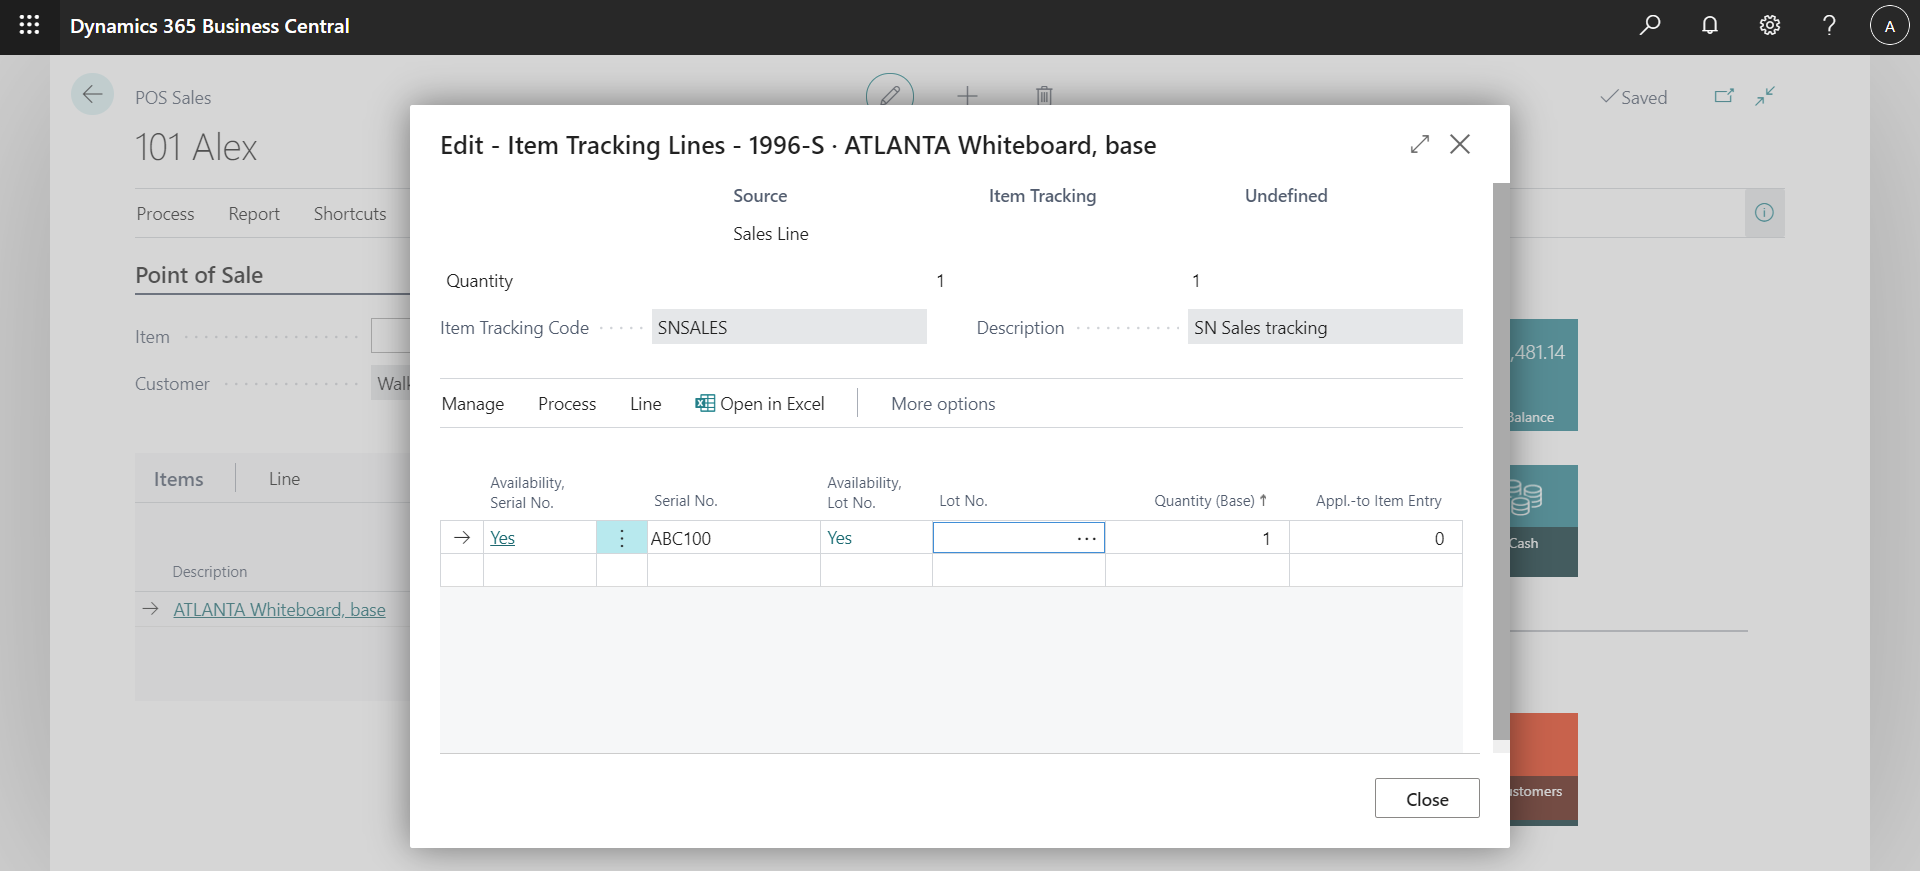 Dynamics 365 Business Central
A
POS Sales
Saved
101 Alex
Process Report Shortcuts
Point of Sale
Item
Customer
Items Line
Description
ATLANTA Whiteboard, base
Edit - Item Tracking Lines - 1996-S · ATLANTA Whiteboard, base
Source Item Tracking Undefined
Sales Line
Quantity 1 1
Item Tracking Code SNSALES Description SN Sales tracking
Manage Process Line Open in Excel More options
Availability, Serial No. Serial No. Availability, Lot No. Lot No. Quantity (Base) ↑ Appl.-to Item Entry
Yes ABC100 Yes ... 1 0
Close
,481.14
Balance
Cash